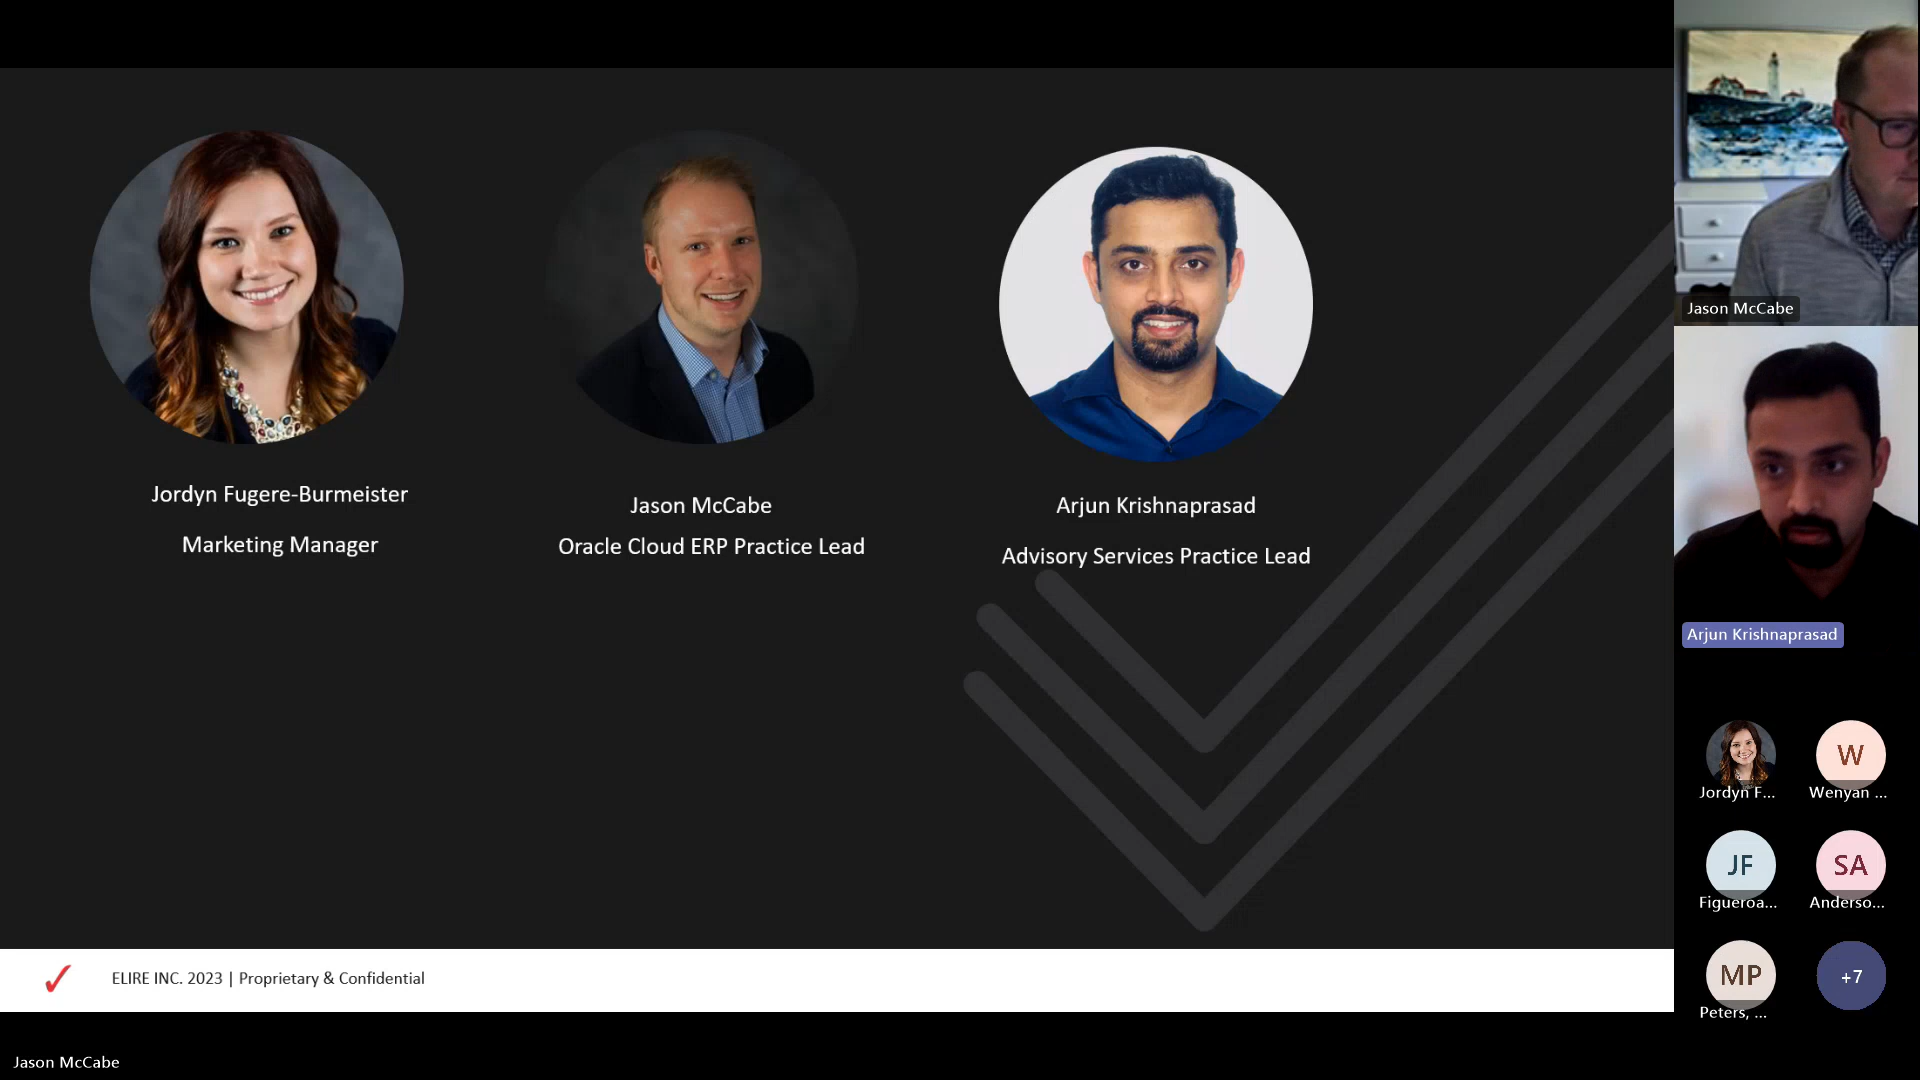 Jordyn Fugere-Burmeister
Marketing Manager
Jason McCabe
Oracle Cloud ERP Practice Lead
Arjun Krishnaprasad
Advisory Services Practice Lead
ELIRE INC. 2023 | Proprietary & Confidential
Jason McCabe
Jason McCabe
Arjun Krishnaprasad
Jordyn F...
W
Wenyan ...
JF
Figueroa...
SA
Anderso...
MP
Peters, ...
+7